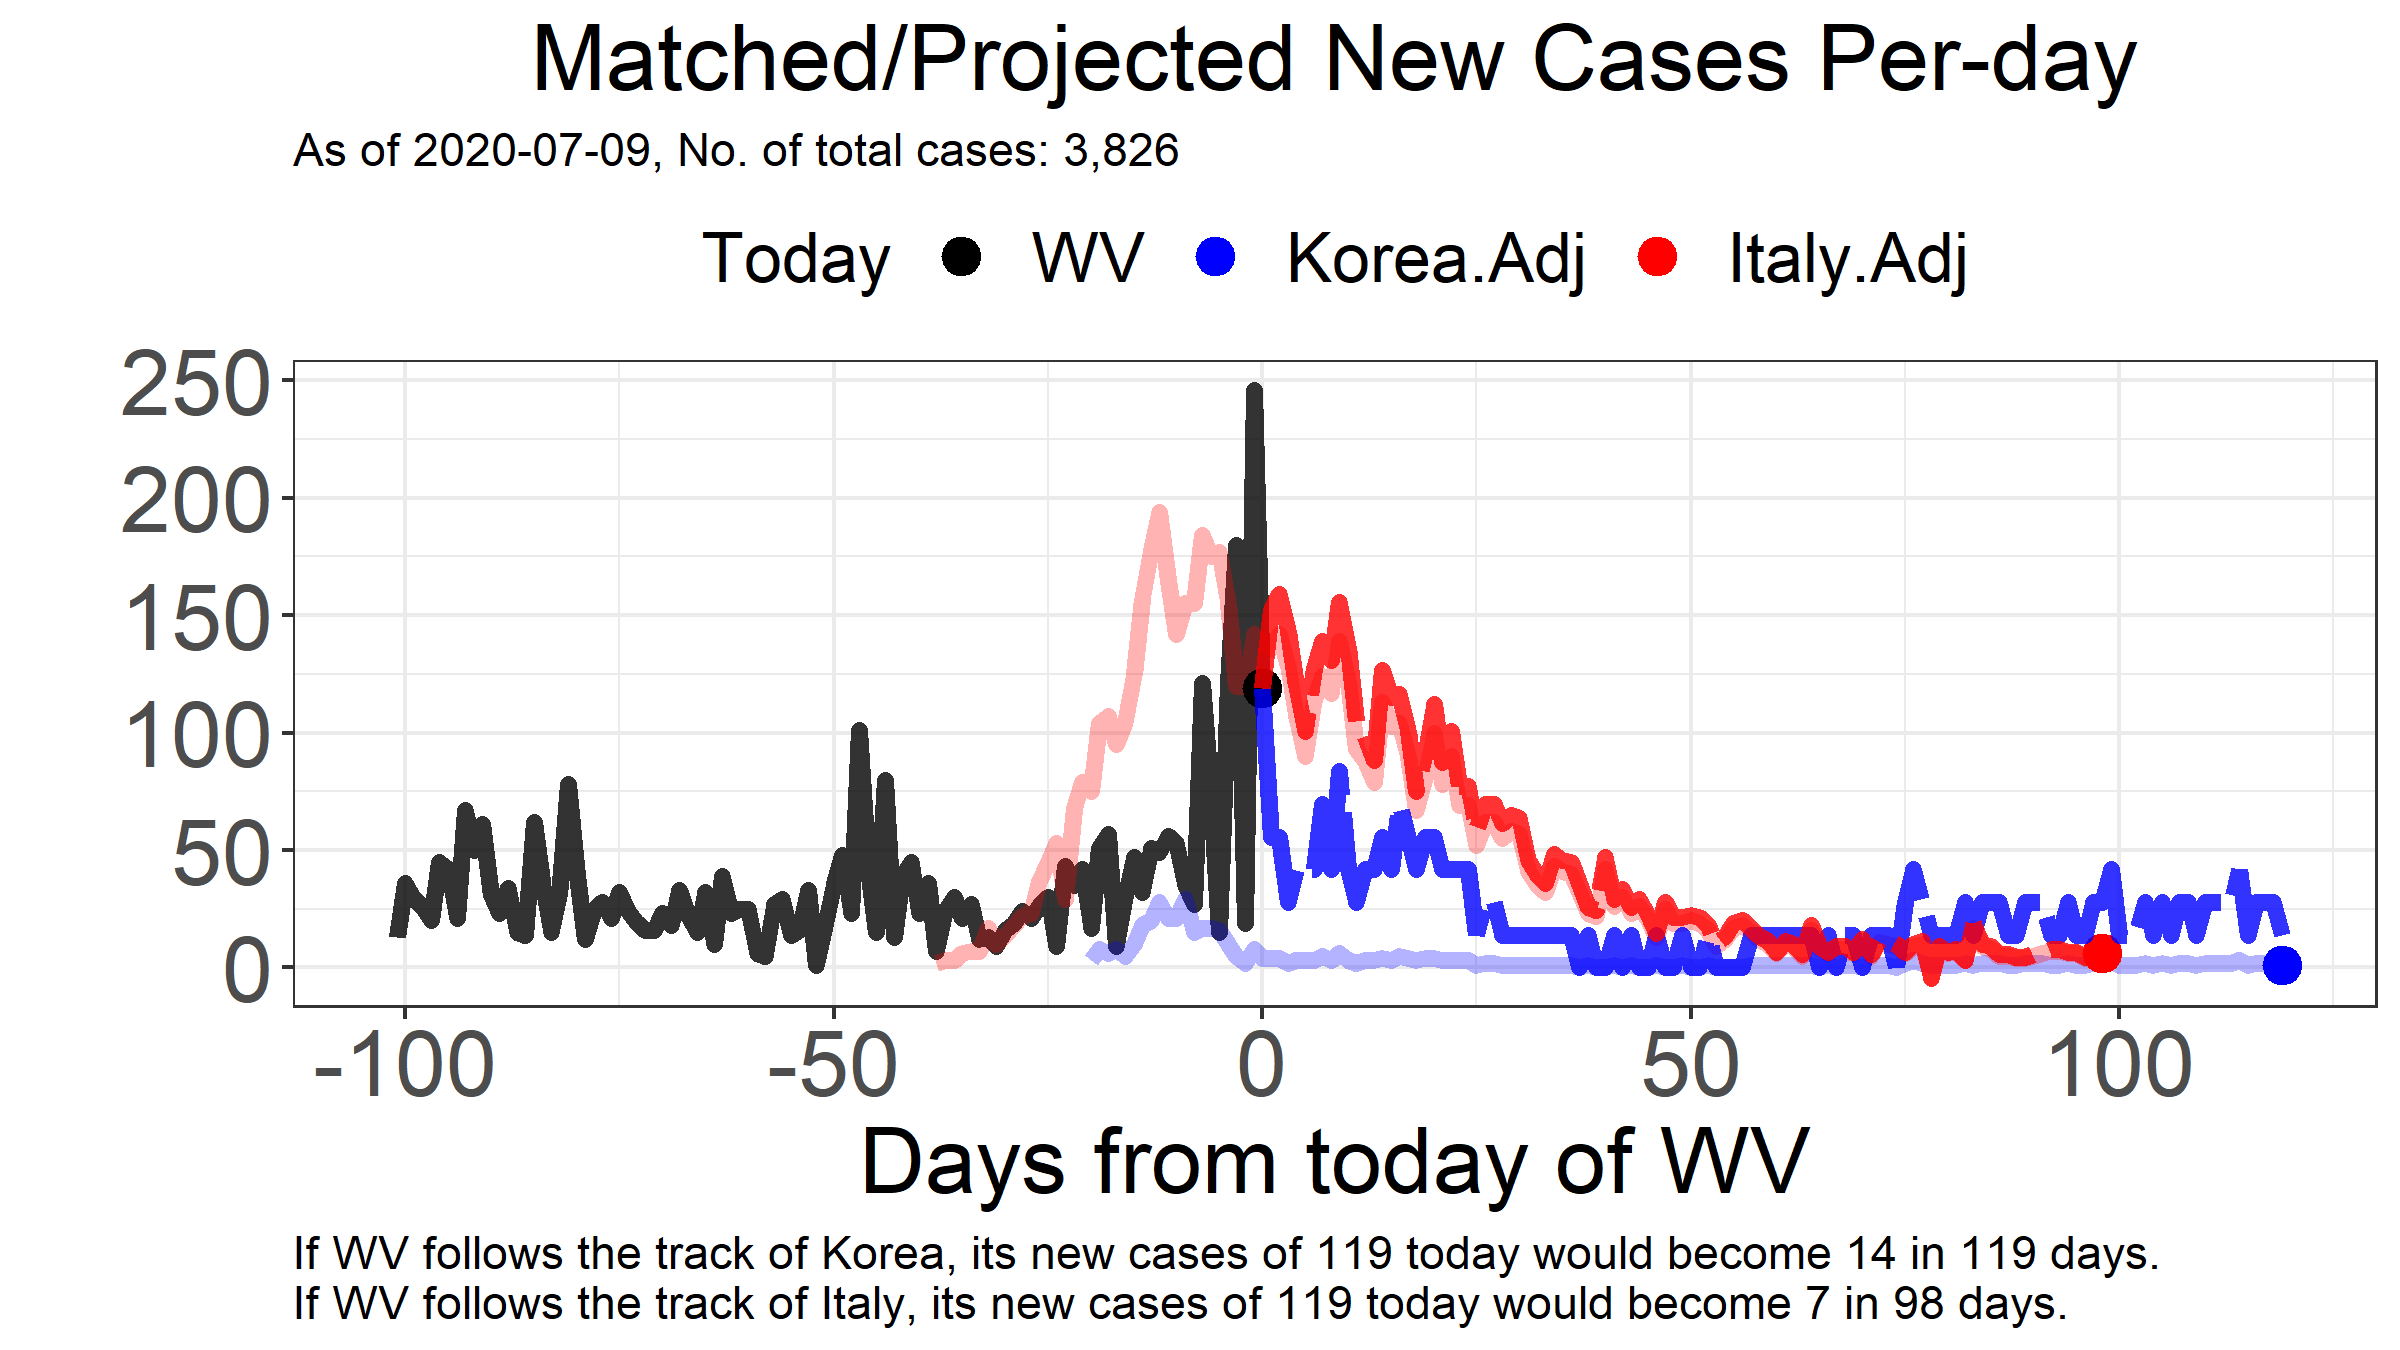 Matched/Projected New Cases Per-day
As of 2020-07-09, No. of total cases: 3,826
Today WV Korea.Adj Italy.Adj
250
200
150
100
50
0
-100 -50 0 50 100
Days from today of WV
If WV follows the track of Korea, its new cases of 119 today would become 14 in 119 days.
If WV follows the track of Italy, its new cases of 119 today would become 7 in 98 days.